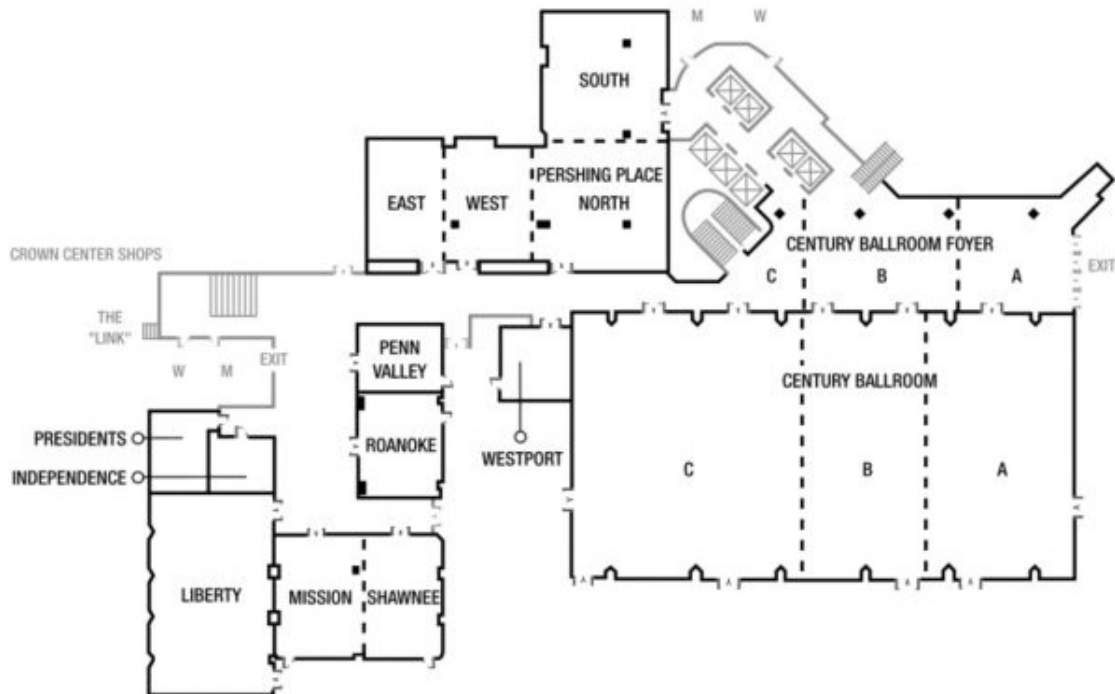 M W
SOUTH
PERSHING PLACE
EAST WEST NORTH
CENTURY BALLROOM FOYER
CROWN CENTER SHOPS
C B A
EXIT
THE
"LINK"
W M
EXIT
PENN
VALLEY
CENTURY BALLROOM
PRESIDENTS
ROANOKE
WESTPORT
INDEPENDENCE
C B A
LIBERTY MISSION SHAWNEE